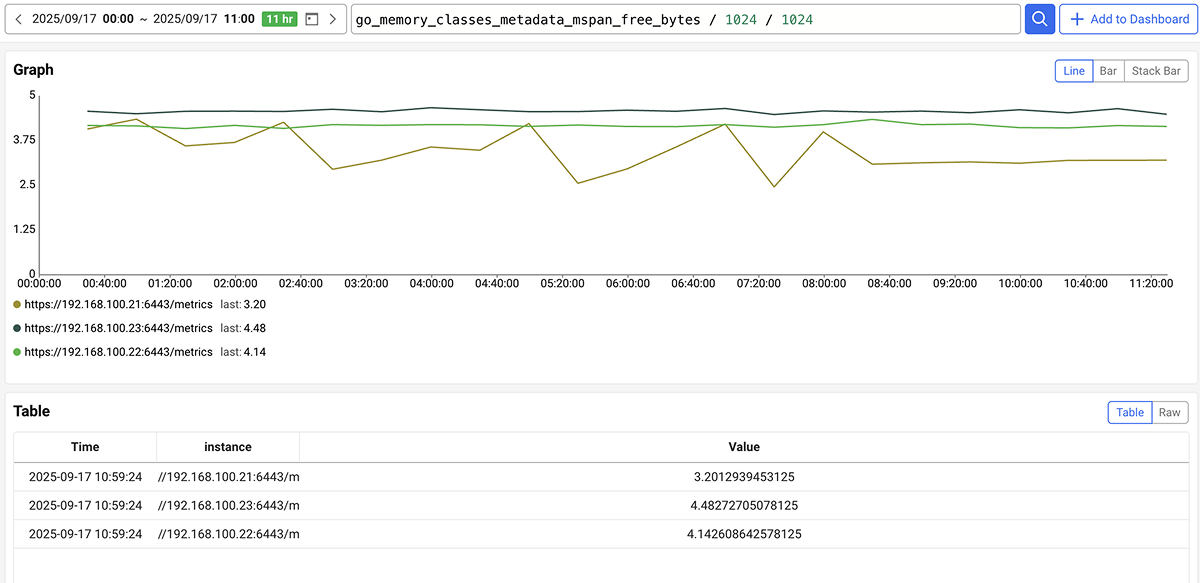 2025/09/17 00:00 ~ 2025/09/17 11:00 11 hr go_memory_classes_metadata_mspan_free_bytes / 1024 / 1024 Add to Dashboard
Graph Line Bar Stack Bar
5
3.75
2.5
1.25
0
00:00:00 00:40:00 01:20:00 02:00:00 02:40:00 03:20:00 04:00:00 04:40:00 05:20:00 06:00:00 06:40:00 07:20:00 08:00:00 08:40:00 09:20:00 10:00:00 10:40:00 11:20:00
https://192.168.100.21:6443/metrics last: 3.20
https://192.168.100.23:6443/metrics last: 4.48
https://192.168.100.22:6443/metrics last: 4.14
Table Table Raw
Time instance Value
2025-09-17 10:59:24 //192.168.100.21:6443/m 3.2012939453125
2025-09-17 10:59:24 //192.168.100.23:6443/m 4.48272705078125
2025-09-17 10:59:24 //192.168.100.22:6443/m 4.142608642578125